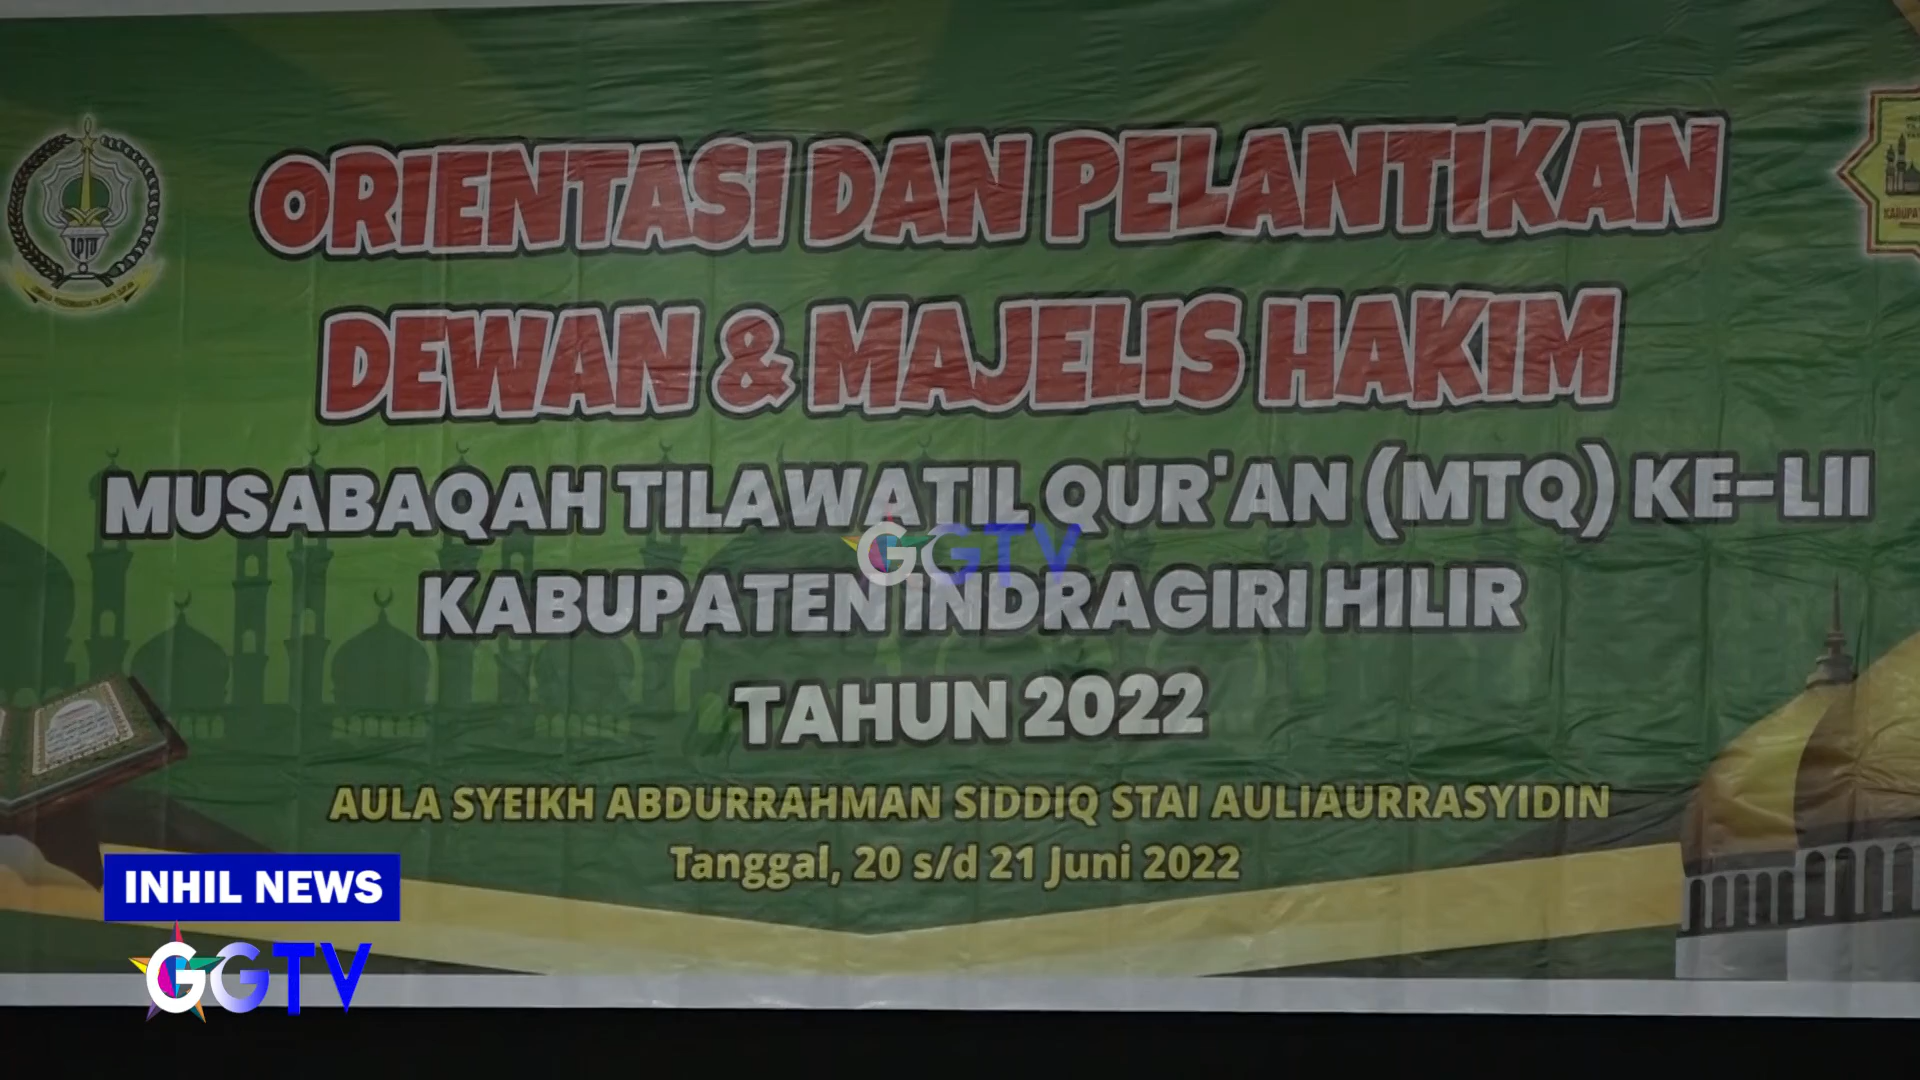 ORIENTASI DAN PELANTIKAN
DEWAN & MAJELIS HAKIM
MUSABAQAH TILAWATIL QUR'AN (MTQ) KE-LII
GGTV
KABUPATEN INDRAGIRI HILIR
TAHUN 2022
AULA SYEIKH ABDURRAHMAN SIDDIQ STAI AULIAURRASYIDIN
Tanggal, 20 s/d 21 Juni 2022
INHIL NEWS
GGTV
LPTQ